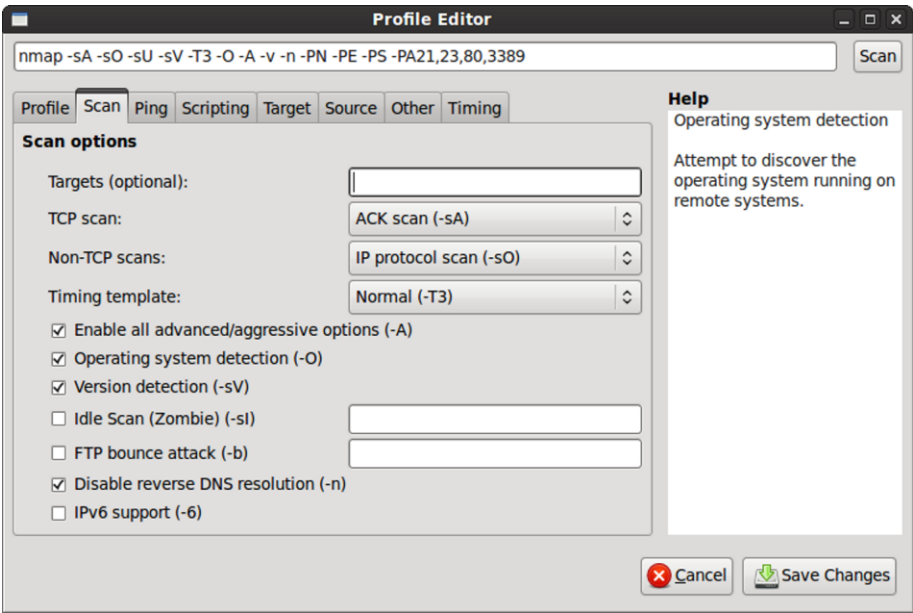 Profile Editor
nmap -sA -sO -sU -sV -T3 -O -A -v -n -PN -PE -PS -PA21,23,80,3389
Scan
Profile Scan Ping Scripting Target Source Other Timing
Scan options
Targets (optional):
TCP scan: ACK scan (-sA)
Non-TCP scans: IP protocol scan (-sO)
Timing template: Normal (-T3)
Enable all advanced/aggressive options (-A)
Operating system detection (-O)
Version detection (-sV)
Idle Scan (Zombie) (-sI)
FTP bounce attack (-b)
Disable reverse DNS resolution (-n)
IPv6 support (-6)
Help
Operating system detection
Attempt to discover the
operating system running on
remote systems.
Cancel
Save Changes